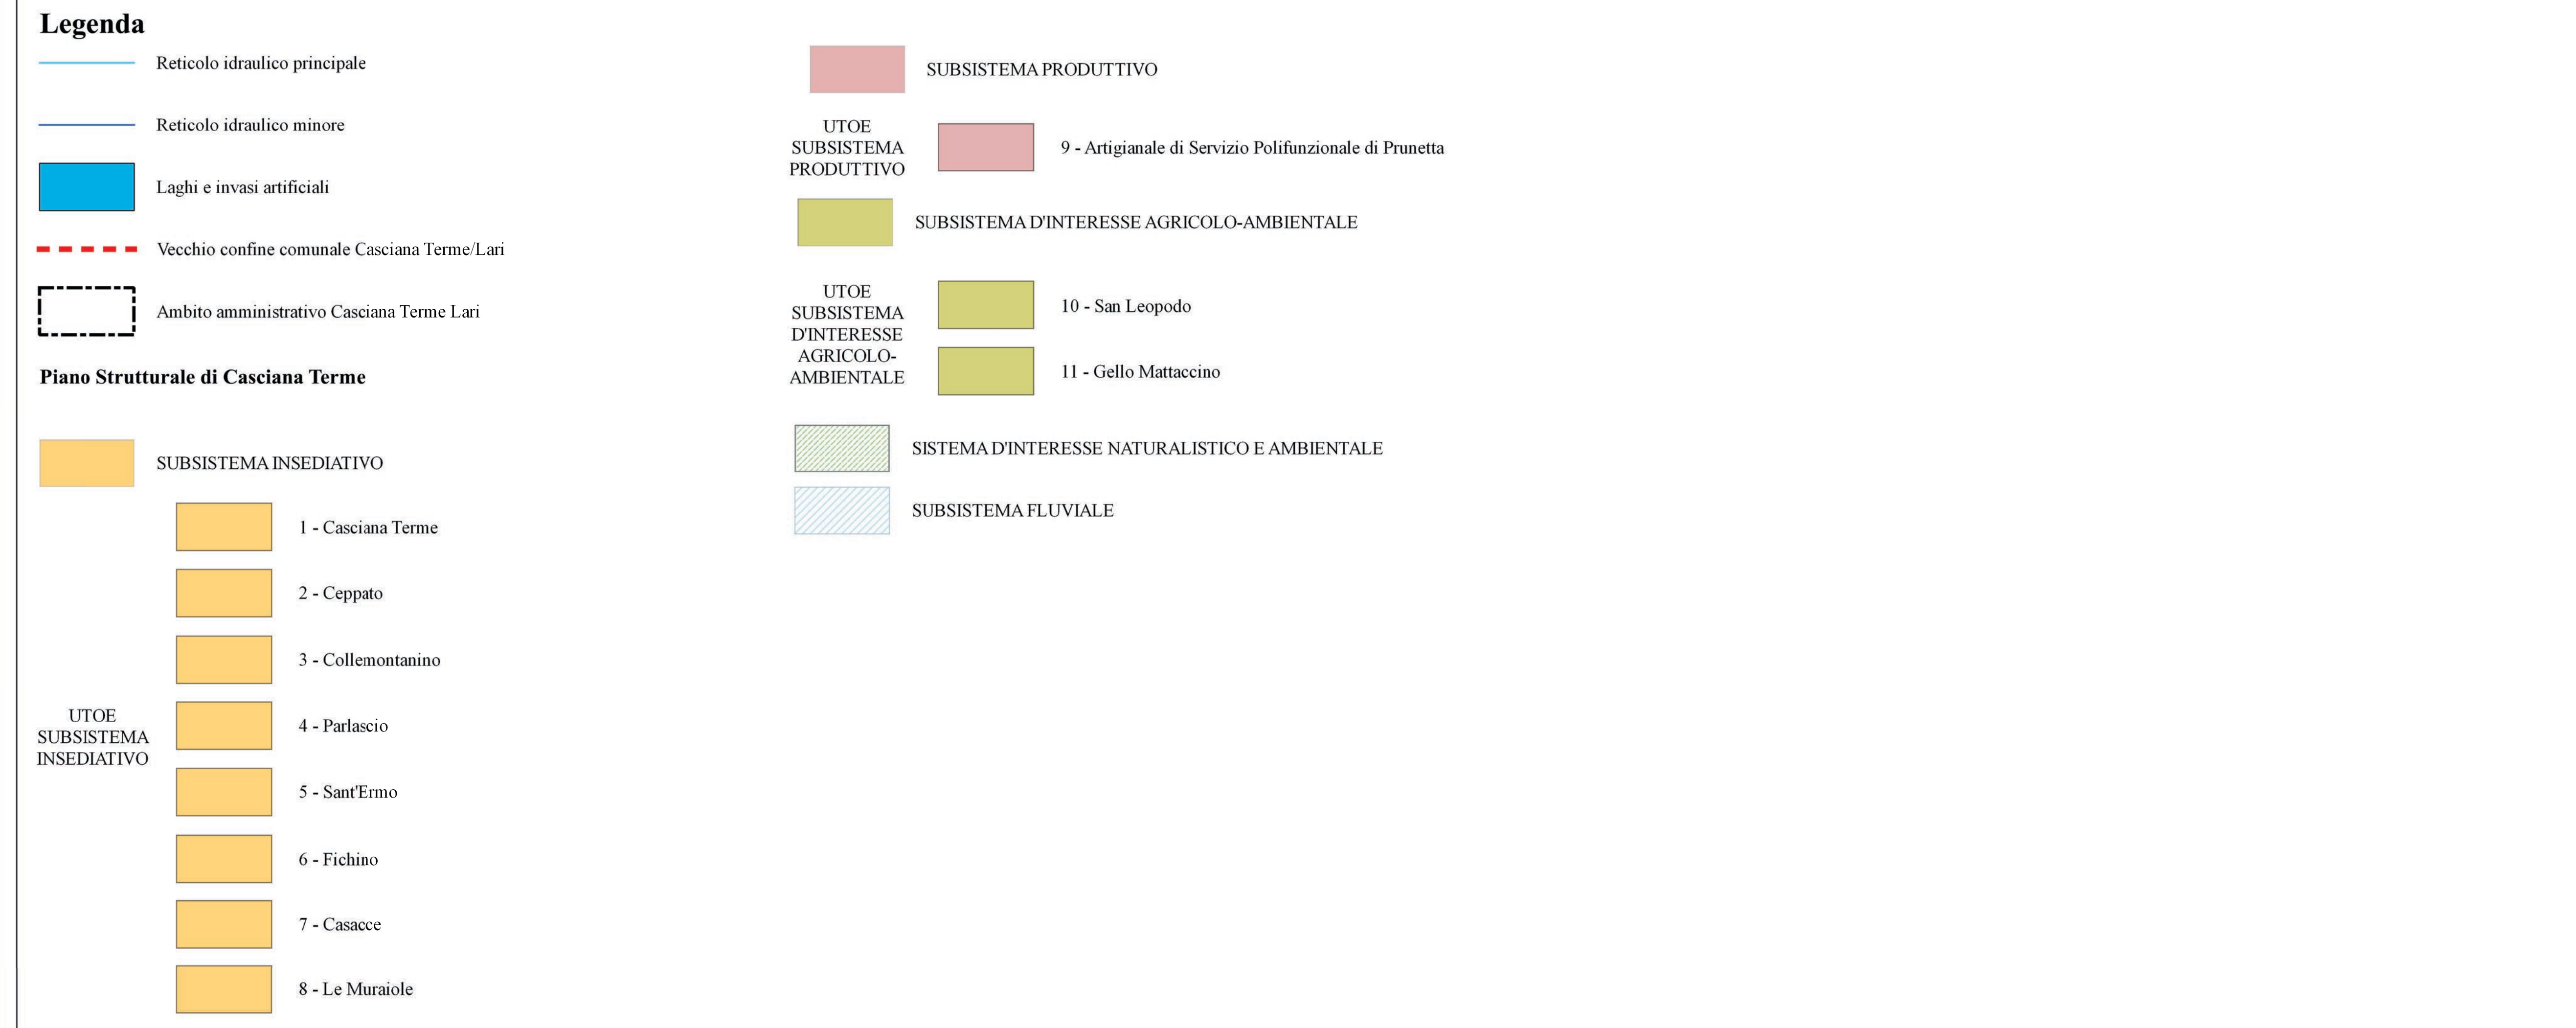 Legenda
Reticolo idraulico principale
Reticolo idraulico minore
Laghi e invasi artificiali
Vecchio confine comunale Casciana Terme/Lari
Ambito amministrativo Casciana Terme Lari
Piano Strutturale di Casciana Terme
SUBSISTEMA INSEDIATIVO
UTOE
SUBSISTEMA
INSEDIATIVO
1 - Casciana Terme
2 - Ceppato
3 - Collemontanino
4 - Parlascio
5 - Sant'Ermo
6 - Fichino
7 - Casacce
8 - Le Muraiole
SUBSISTEMA PRODUTTIVO
UTOE
SUBSISTEMA
PRODUTTIVO
9 - Artigianale di Servizio Polifunzionale di Prunetta
SUBSISTEMA D'INTERESSE AGRICOLO-AMBIENTALE
UTOE
SUBSISTEMA
D'INTERESSE
AGRICOLO-
AMBIENTALE
10 - San Leopodo
11 - Gello Mattaccino
SISTEMA D'INTERESSE NATURALISTICO E AMBIENTALE
SUBSISTEMA FLUVIALE